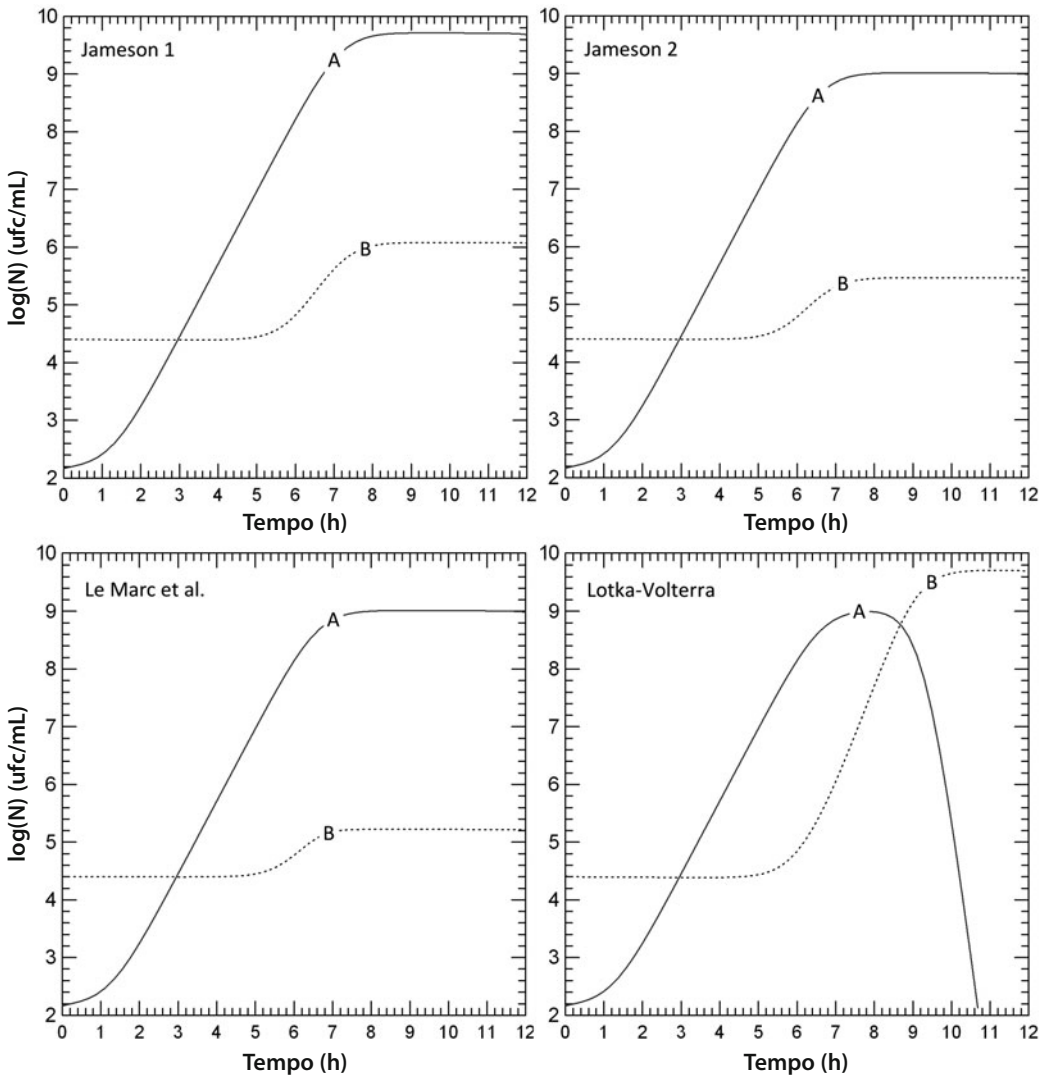 Jameson 1
A
B
log(N) (ufc/mL)
10
9
8
7
6
5
4
3
2
0 1 2 3 4 5 6 7 8 9 10 11 12
Tempo (h)
Jameson 2
A
B
10
9
8
7
6
5
4
3
2
0 1 2 3 4 5 6 7 8 9 10 11 12
Tempo (h)
Le Marc et al.
A
B
log(N) (ufc/mL)
10
9
8
7
6
5
4
3
2
0 1 2 3 4 5 6 7 8 9 10 11 12
Tempo (h)
Lotka-Volterra
B
A
10
9
8
7
6
5
4
3
2
0 1 2 3 4 5 6 7 8 9 10 11 12
Tempo (h)